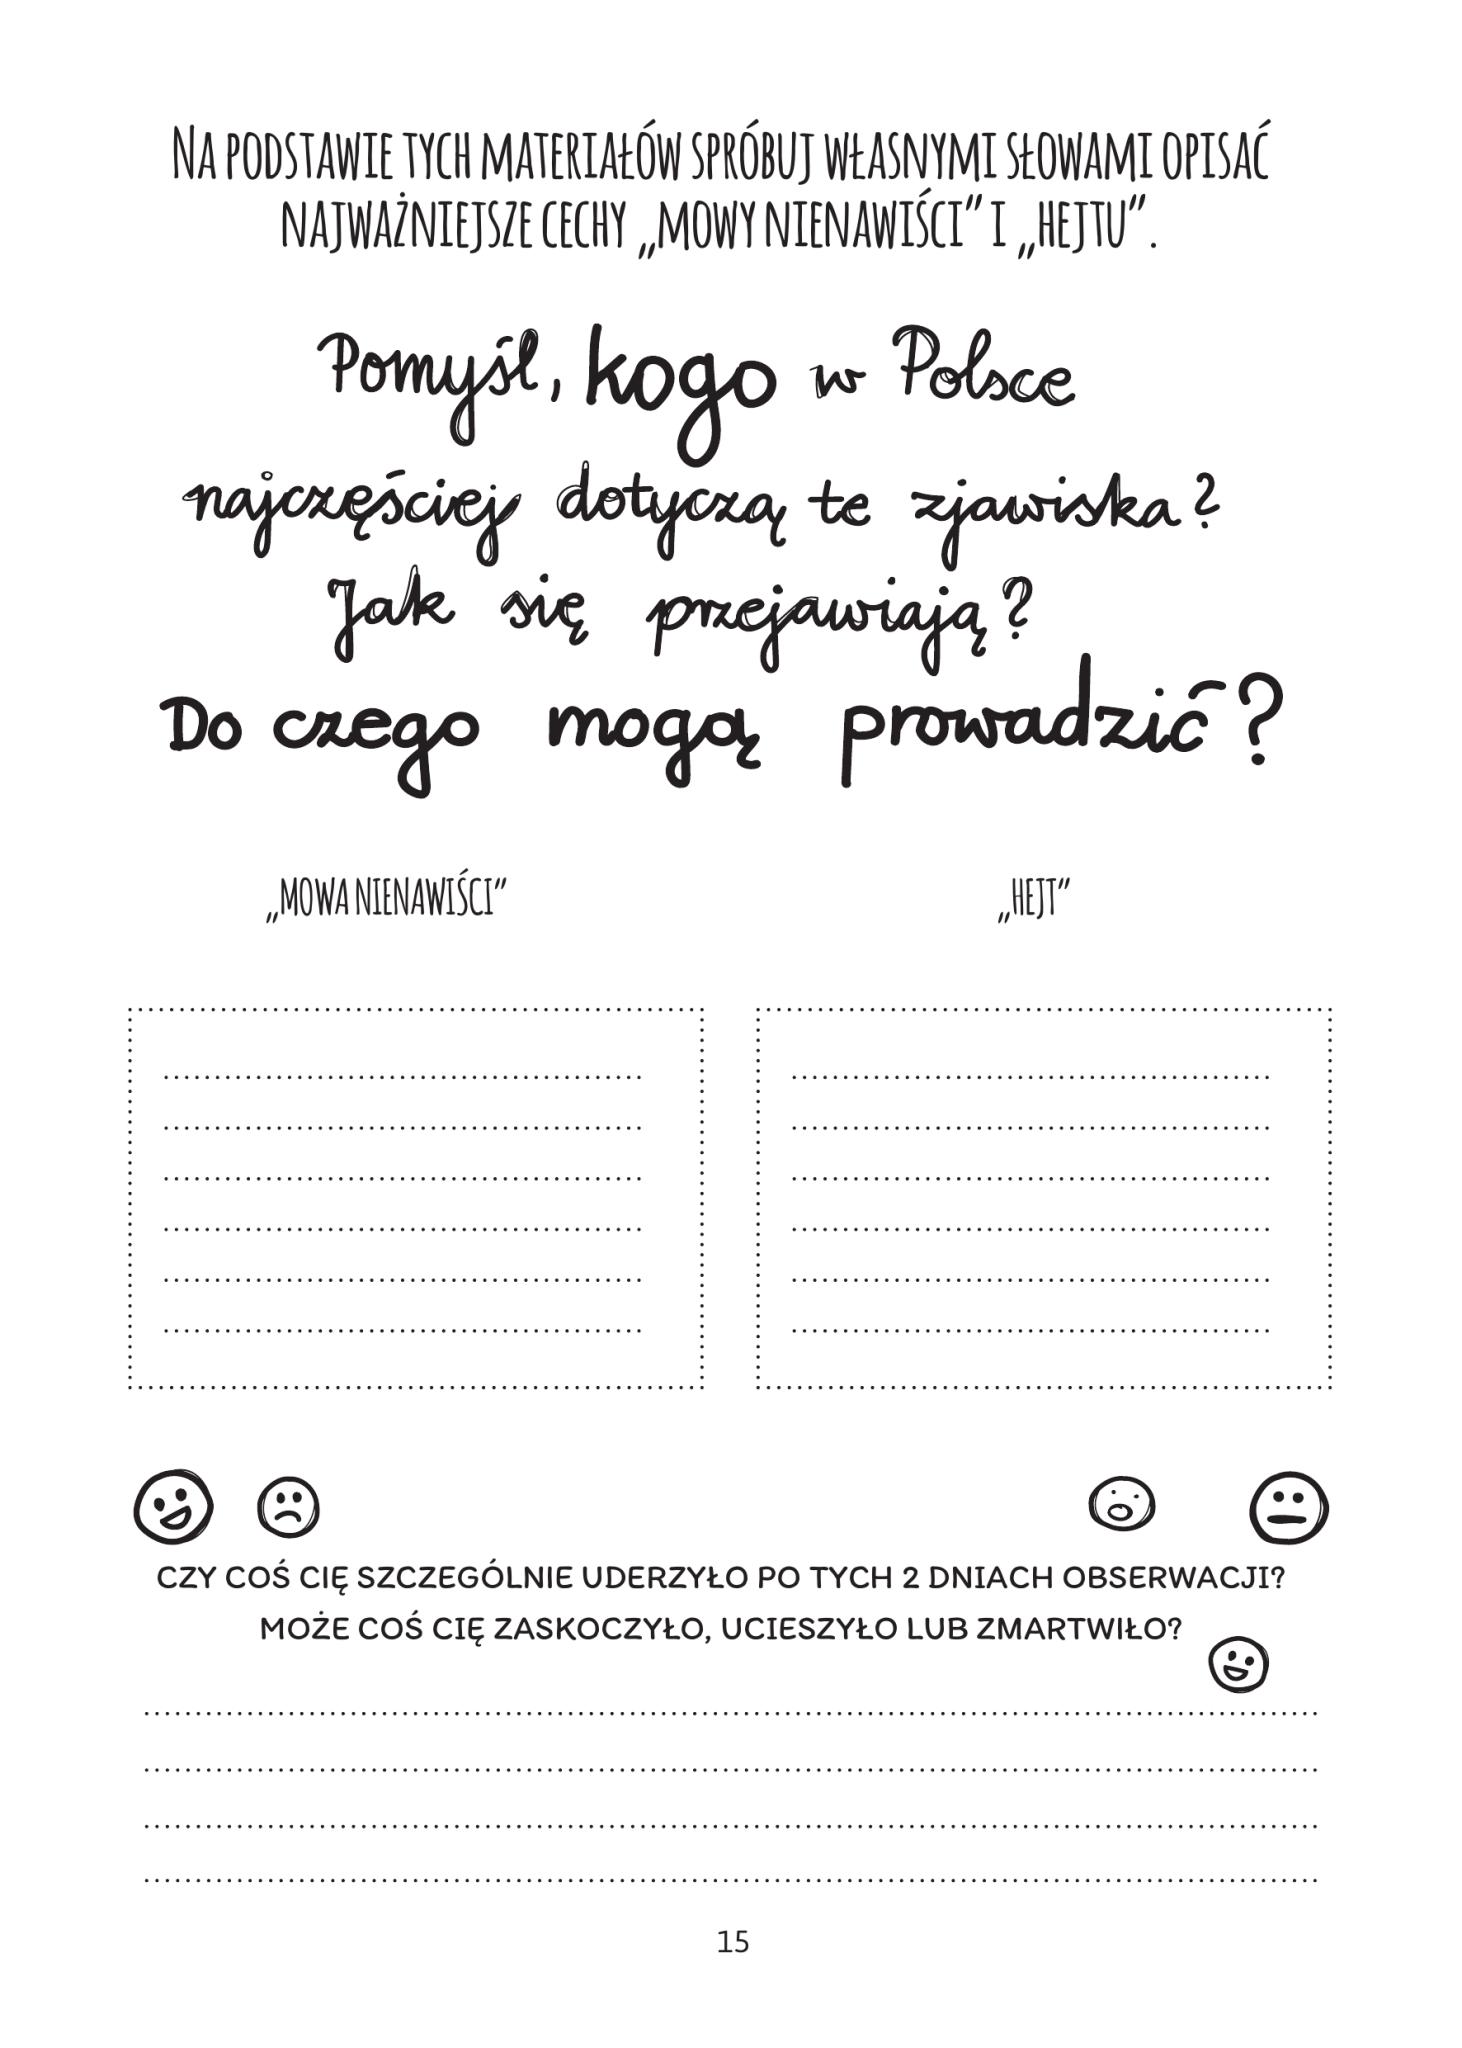 Na podstawie tych materiałów spróbuj własnymi słowami opisać
najważniejsze cechy „mowy nienawiści” i „hejtu”.
Pomyśl, kogo w Polsce
najczęściej dotyczą te zjawiska?
Jak się przejawiają?
Do czego mogą prowadzić?
„mowa nienawiści”
„hejt”
CZY COŚ CIĘ SZCZEGÓLNIE UDERZYŁO PO TYCH 2 DNIACH OBSERWACJI?
MOŻE COŚ CIĘ ZASKOCZYŁO, UCIESZYŁO LUB ZMARTWIŁO?
15